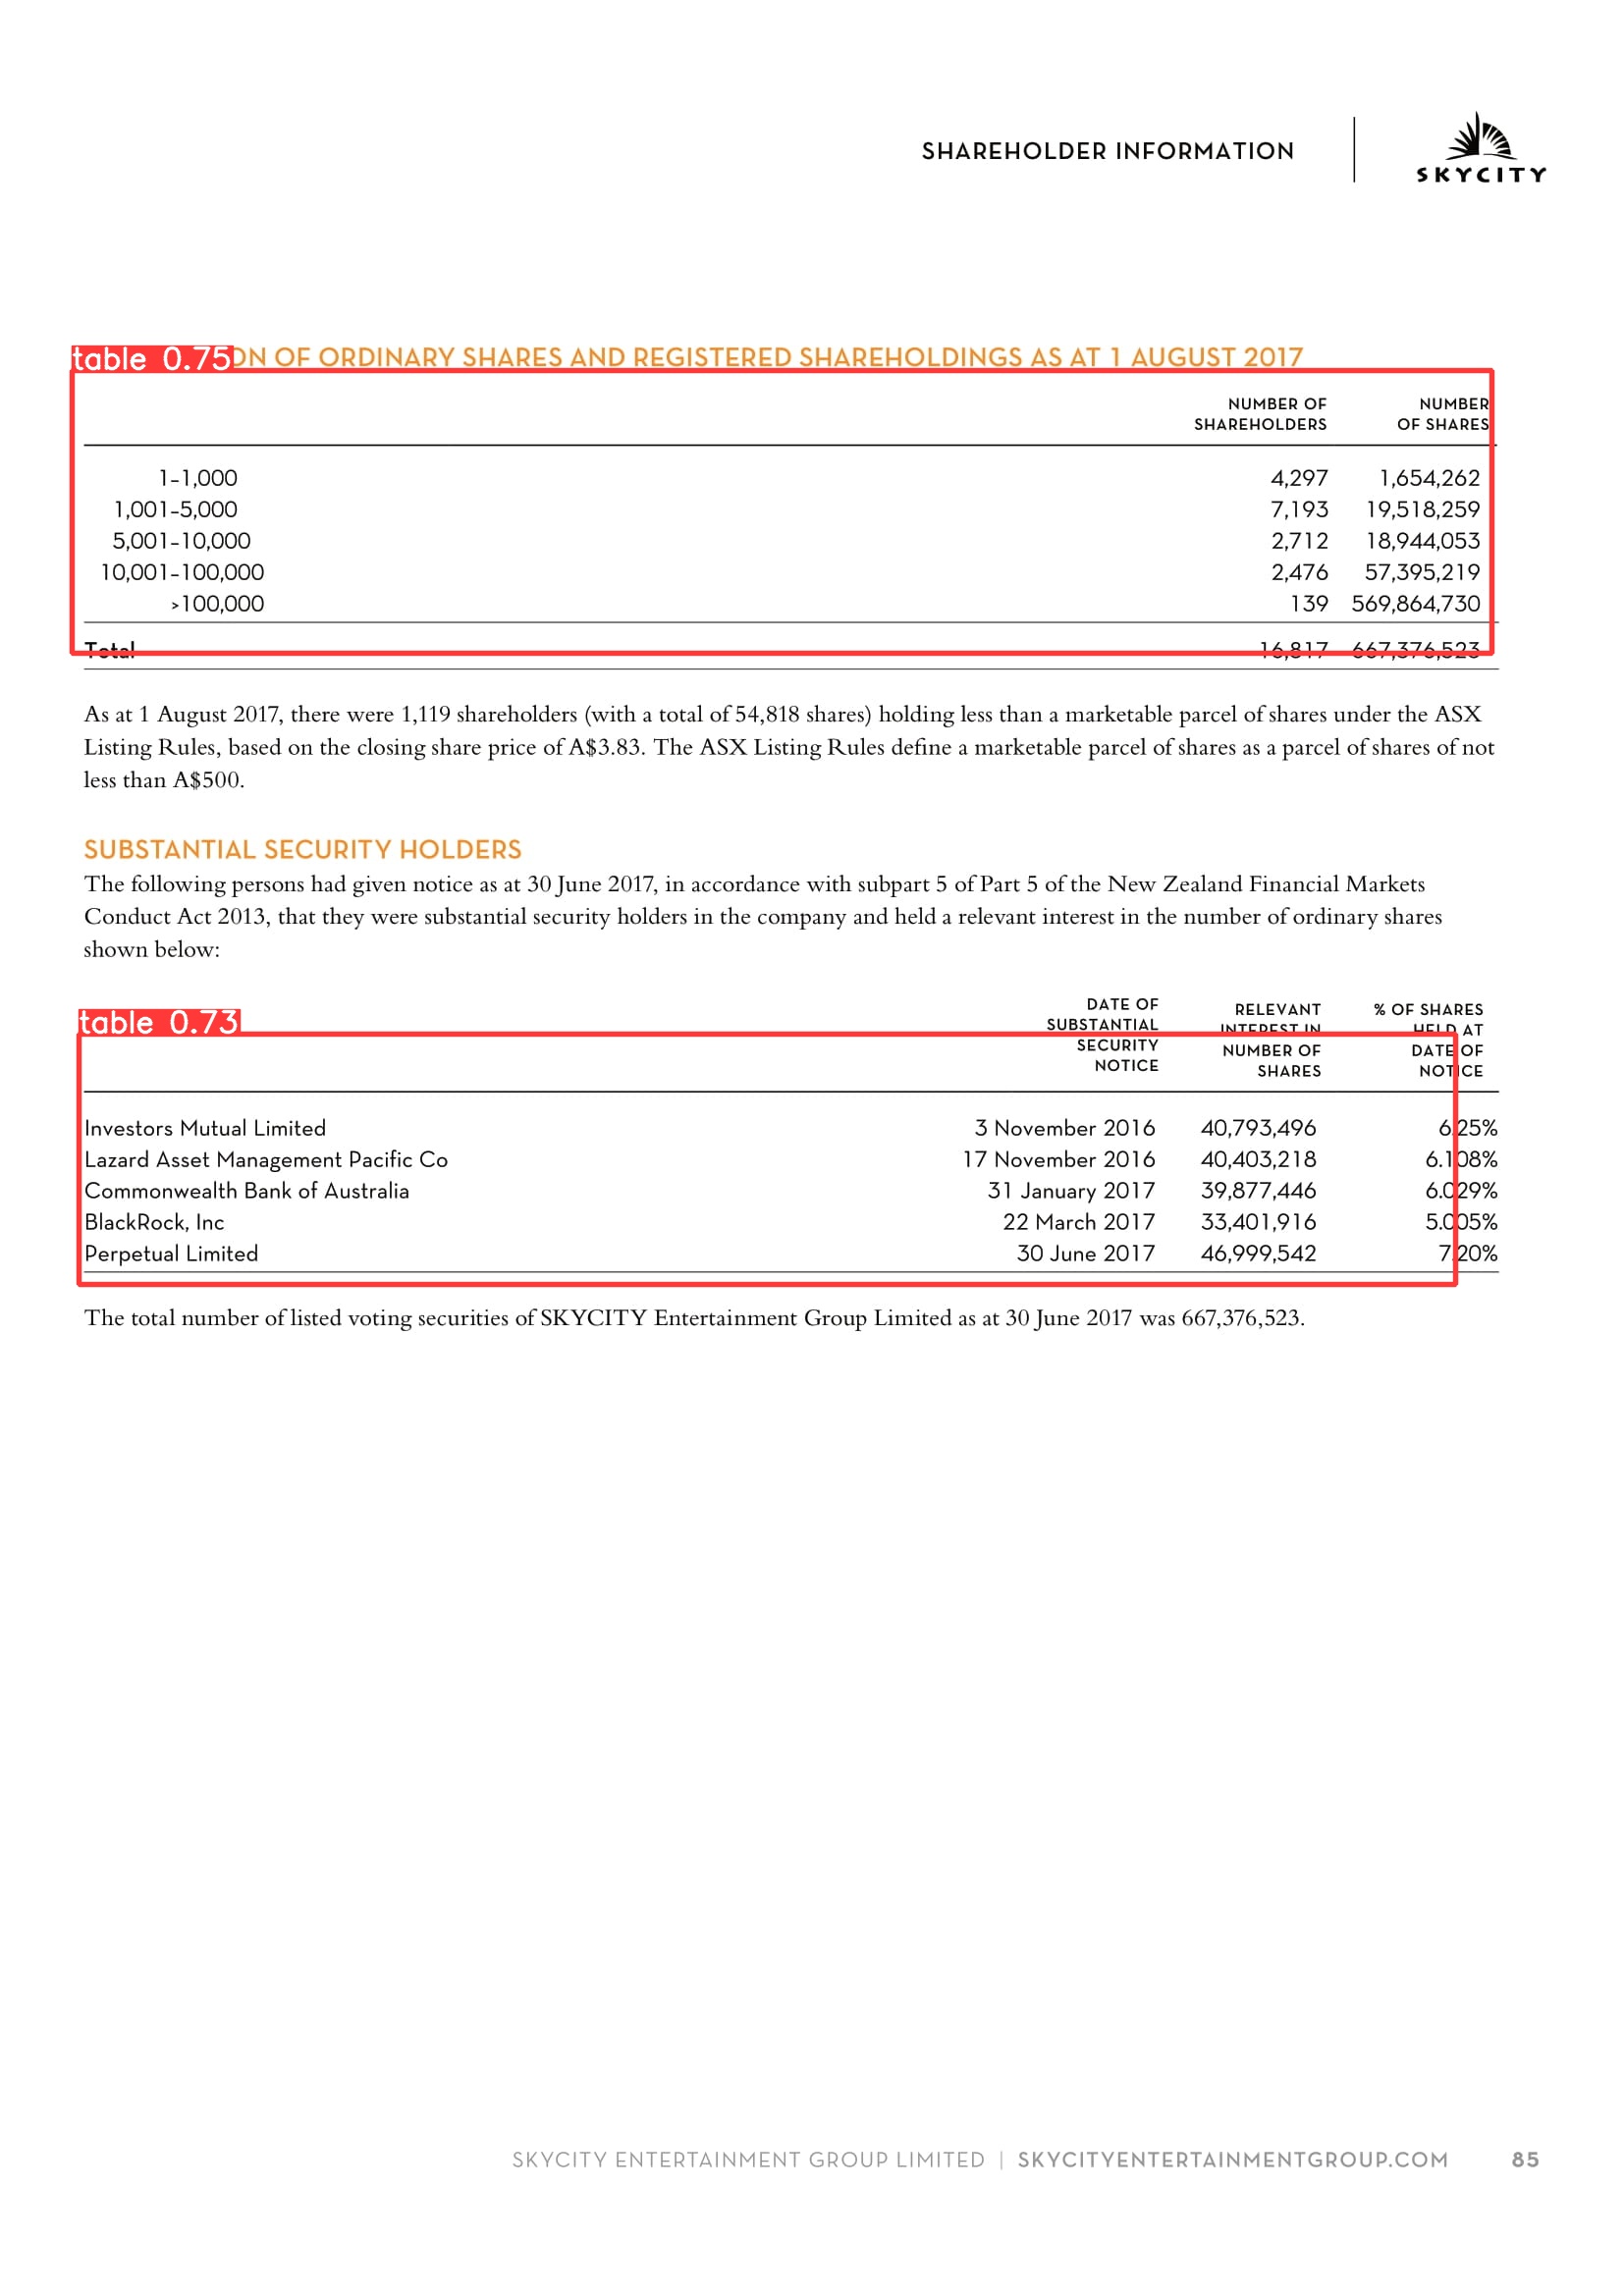 SHAREHOLDER INFORMATION
SKYCITY
table 0.75
ON OF ORDINARY SHARES AND REGISTERED SHAREHOLDINGS AS AT 1 AUGUST 2017
NUMBER OF SHAREHOLDERS NUMBER OF SHARES
1-1,000 4,297 1,654,262
1,001-5,000 7,193 19,518,259
5,001-10,000 2,712 18,944,053
10,001-100,000 2,476 57,395,219
>100,000 139 569,864,730
Total 16,817 667,376,523
As at 1 August 2017, there were 1,119 shareholders (with a total of 54,818 shares) holding less than a marketable parcel of shares under the ASX
Listing Rules, based on the closing share price of A$3.83. The ASX Listing Rules define a marketable parcel of shares as a parcel of shares of not
less than A$500.
SUBSTANTIAL SECURITY HOLDERS
The following persons had given notice as at 30 June 2017, in accordance with subpart 5 of Part 5 of the New Zealand Financial Markets
Conduct Act 2013, that they were substantial security holders in the company and held a relevant interest in the number of ordinary shares
shown below:
table 0.73
DATE OF SUBSTANTIAL SECURITY NOTICE RELEVANT INTEREST IN NUMBER OF SHARES % OF SHARES HELD AT DATE OF NOTICE
Investors Mutual Limited 3 November 2016 40,793,496 6.25%
Lazard Asset Management Pacific Co 17 November 2016 40,403,218 6.108%
Commonwealth Bank of Australia 31 January 2017 39,877,446 6.029%
BlackRock, Inc 22 March 2017 33,401,916 5.005%
Perpetual Limited 30 June 2017 46,999,542 7.20%
The total number of listed voting securities of SKYCITY Entertainment Group Limited as at 30 June 2017 was 667,376,523.
SKYCITY ENTERTAINMENT GROUP LIMITED | SKYCITYENTERTAINMENTGROUP.COM 85